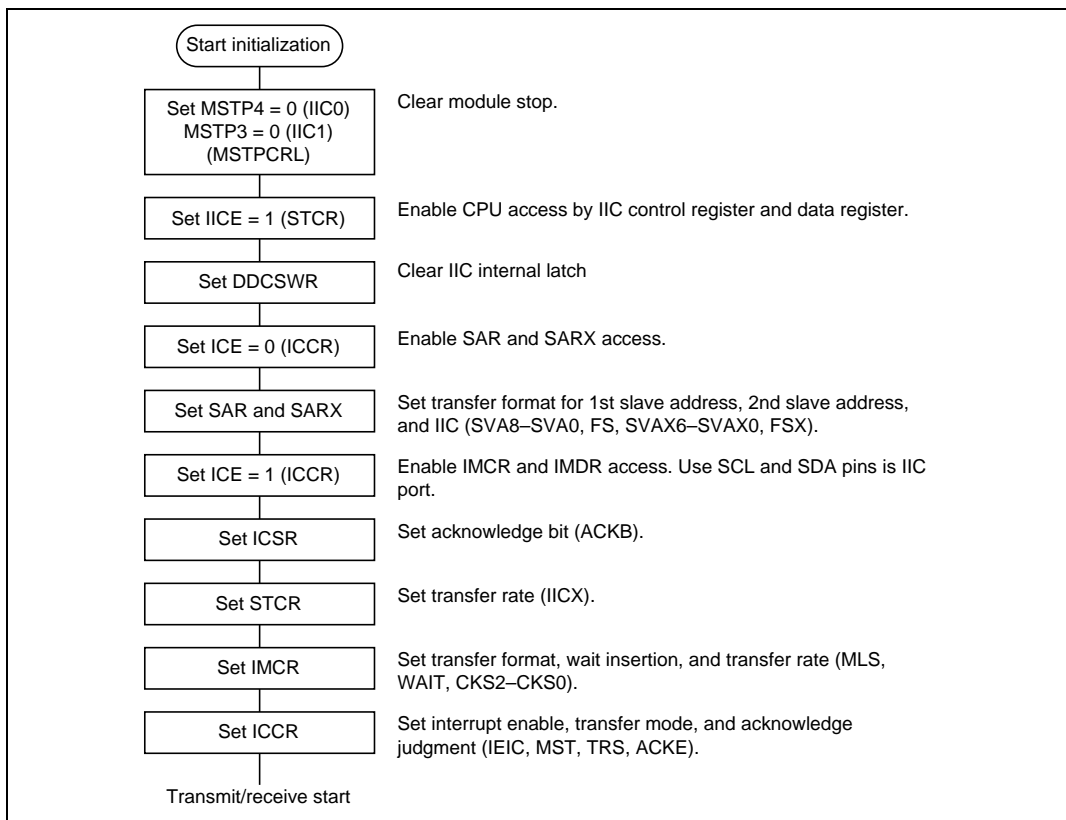 Start initialization
Set MSTP4 = 0 (IIC0)
MSTP3 = 0 (IIC1)
(MSTPCRL)
Clear module stop.
Set IICE = 1 (STCR)
Enable CPU access by IIC control register and data register.
Set DDCSWR
Clear IIC internal latch
Set ICE = 0 (ICCR)
Enable SAR and SARX access.
Set SAR and SARX
Set transfer format for 1st slave address, 2nd slave address,
and IIC (SVA8–SVA0, FS, SVAX6–SVAX0, FSX).
Set ICE = 1 (ICCR)
Enable IMCR and IMDR access. Use SCL and SDA pins is IIC
port.
Set ICSR
Set acknowledge bit (ACKB).
Set STCR
Set transfer rate (IICX).
Set IMCR
Set transfer format, wait insertion, and transfer rate (MLS,
WAIT, CKS2–CKS0).
Set ICCR
Set interrupt enable, transfer mode, and acknowledge
judgment (IEIC, MST, TRS, ACKE).
Transmit/receive start